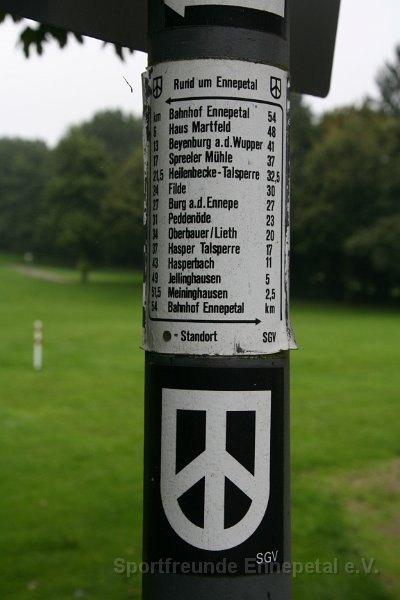 Rund um Ennepetal
km Bahnhof Ennepetal 54
6 Haus Martfeld 48
13 Beyenburg a.d.Wupper 41
17 Spreeler Mühle 37
21,5 Heilenbecke-Talsperre 32,5
24 Filde 30
27 Burg a.d.Ennepe 27
31 Peddenöde 23
34 Oberbauer/Lieth 20
37 Hasper Talsperre 17
43 Hasperbach 11
49 Jellinghausen 5
51,5 Meininghausen 2,5
54 Bahnhof Ennepetal km
- Standort SGV
SGV
Sportfreunde Ennepetal e.V.